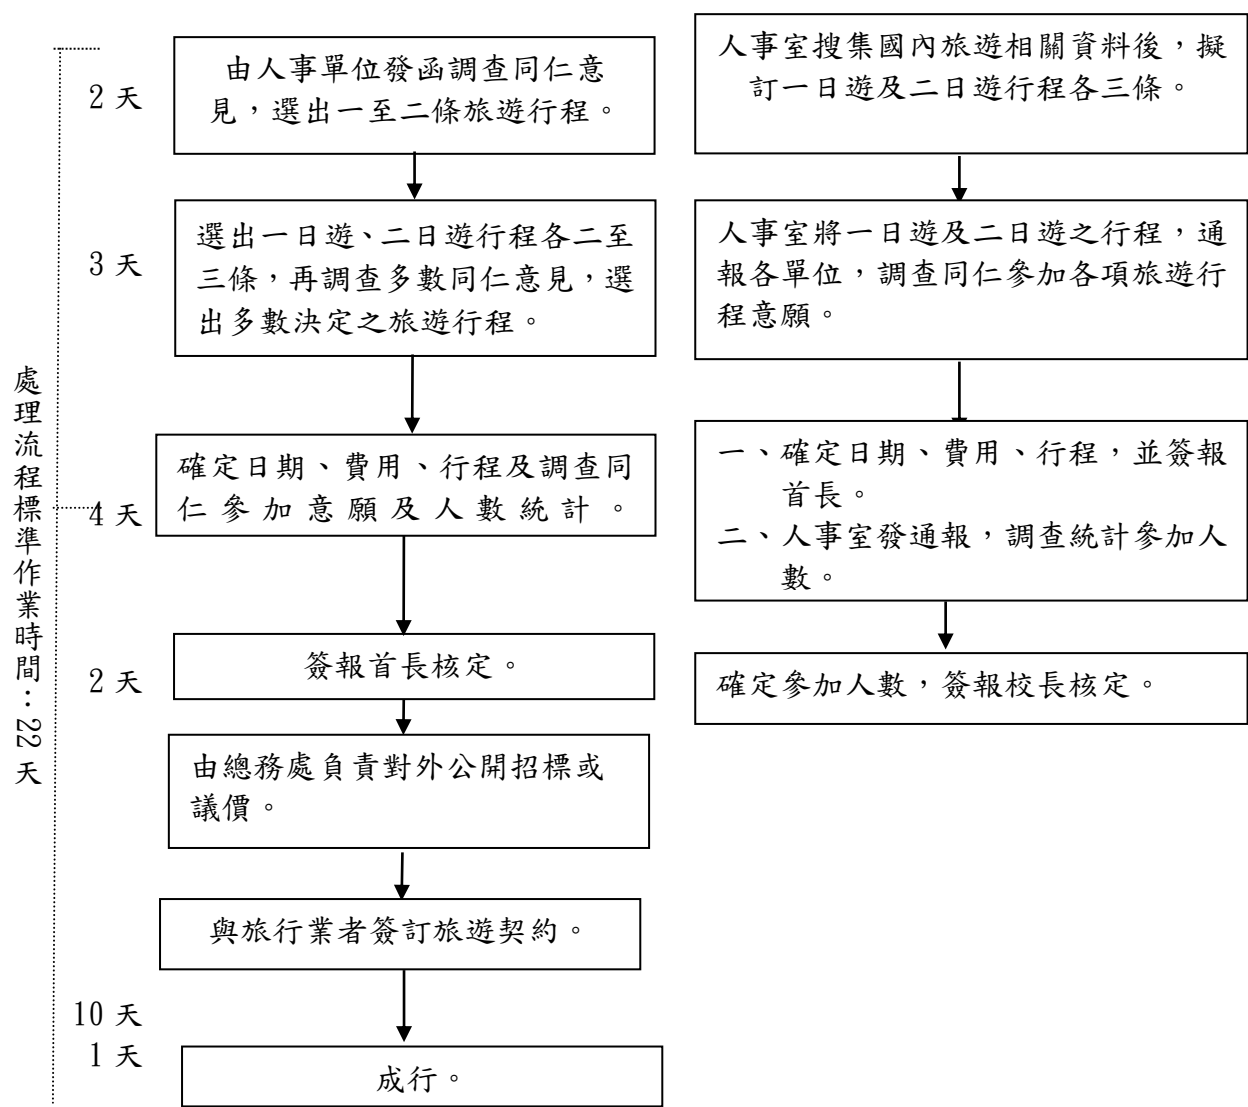 處理流程標準作業時間：22天
2 天
3 天
4 天
2 天
10 天
1 天
由人事單位發函調查同仁意
見，選出一至二條旅遊行程。
選出一日遊、二日遊行程各二至
三條，再調查多數同仁意見，選
出多數決定之旅遊行程。
確定日期、費用、行程及調查同
仁參加意願及人數統計。
簽報首長核定。
由總務處負責對外公開招標或
議價。
與旅行業者簽訂旅遊契約。
成行。
人事室搜集國內旅遊相關資料後，擬
訂一日遊及二日遊行程各三條。
人事室將一日遊及二日遊之行程，通
報各單位，調查同仁參加各項旅遊行
程意願。
一、確定日期、費用、行程，並簽報
首長。
二、人事室發通報，調查統計參加人
數。
確定參加人數，簽報校長核定。